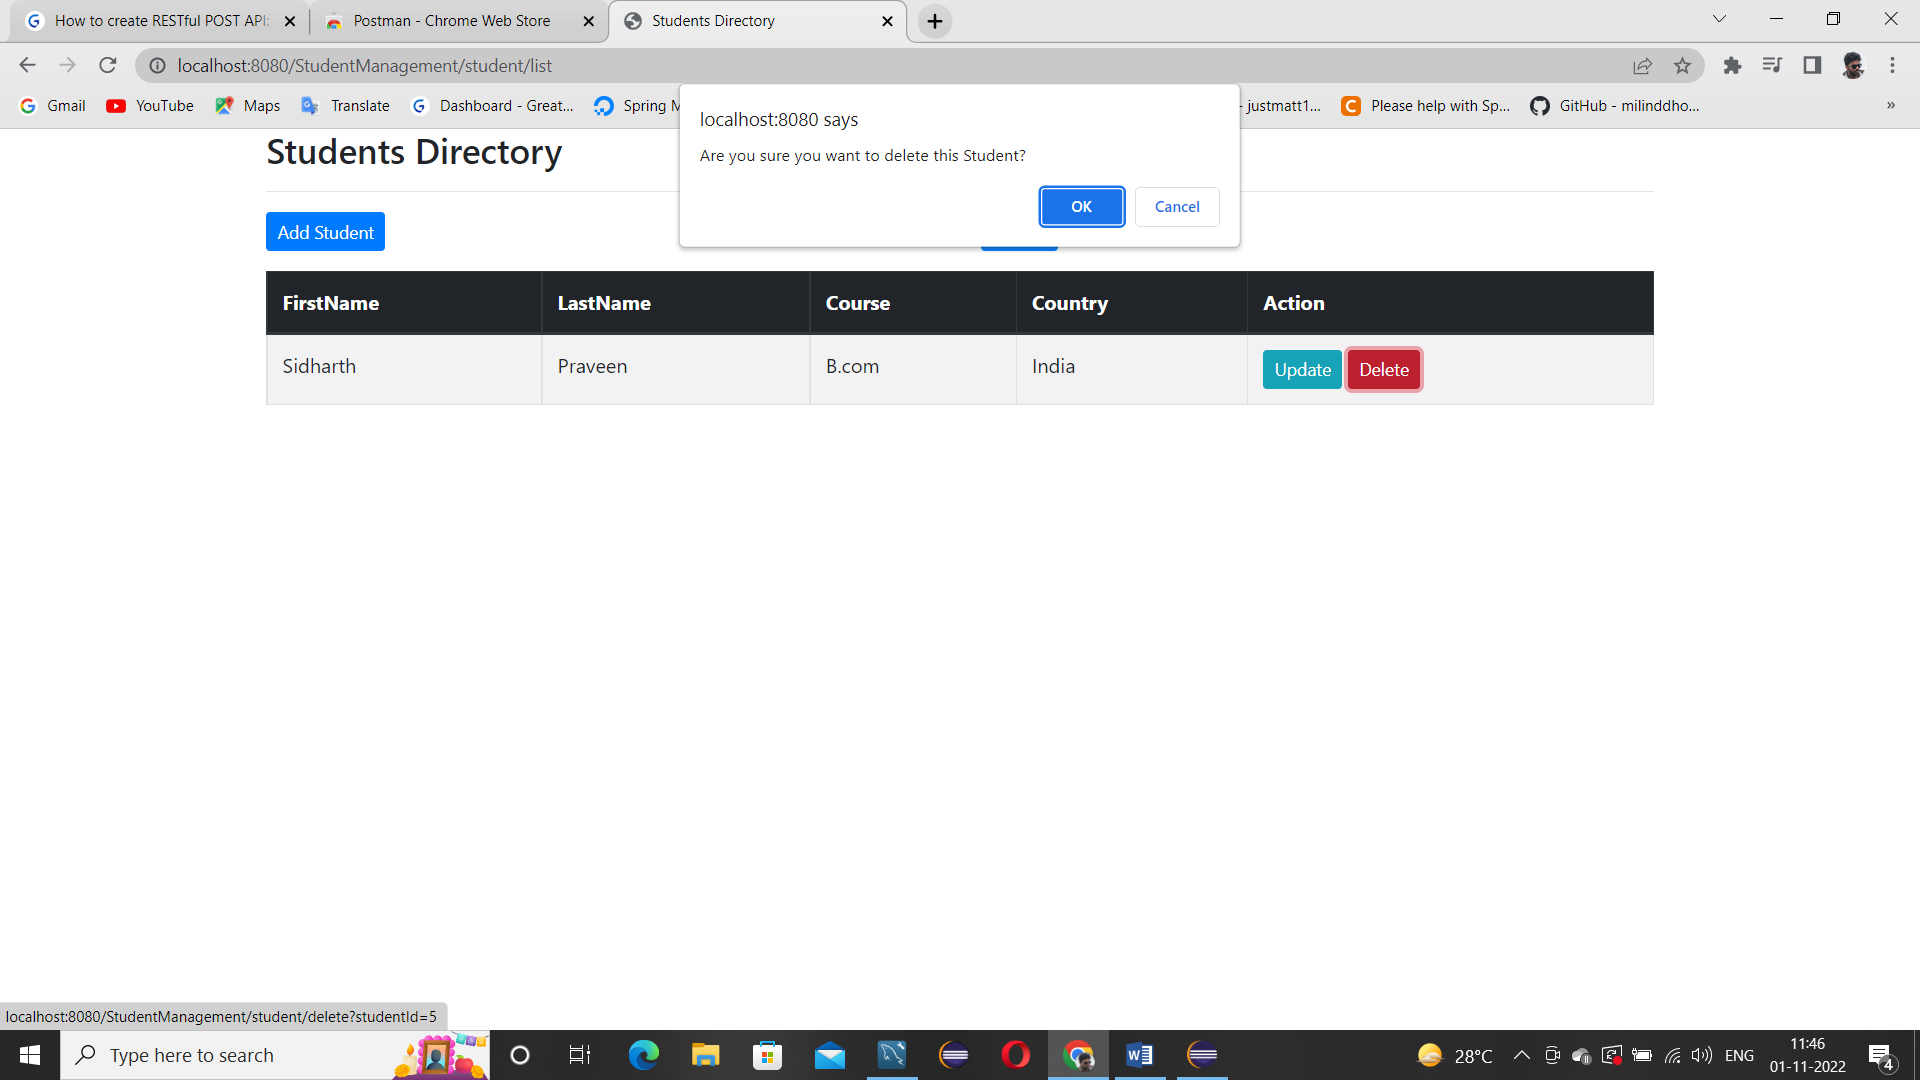 How to create RESTful POST API:
Postman - Chrome Web Store
Students Directory
localhost:8080/StudentManagement/student/list
Gmail
YouTube
Maps
Translate
Dashboard - Great...
Spring M
- justmatt1...
Please help with Sp...
GitHub - milinddho...
»
localhost:8080 says
Are you sure you want to delete this Student?
OK
Cancel
Students Directory
Add Student
FirstName LastName Course Country Action
Sidharth Praveen B.com India Update Delete
localhost:8080/StudentManagement/student/delete?studentId=5
Type here to search
28°C
ENG
11:46
01-11-2022
4